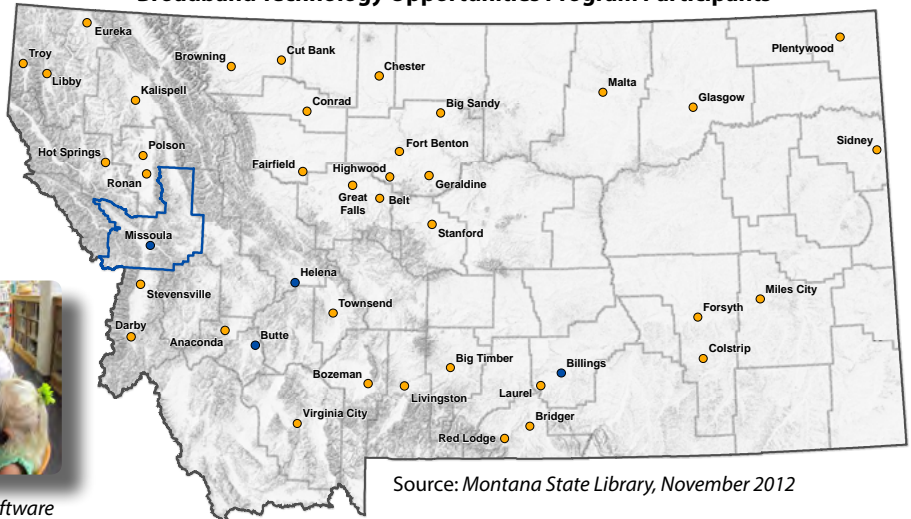 Broadband Technology Opportunities Program Participants
Eureka
Troy
Libby
Kalispell
Browning
Cut Bank
Chester
Conrad
Big Sandy
Malta
Plentywood
Glasgow
Hot Springs
Polson
Ronan
Fairfield
Highwood
Fort Benton
Great
Falls
Belt
Geraldine
Sidney
Missoula
Stanford
Stevensville
Helena
Townsend
Miles City
Forsyth
Darby
Anaconda
Butte
Colstrip
Bozeman
Big Timber
Billings
Livingston
Laurel
Virginia City
Bridger
Red Lodge
Source: Montana State Library, November 2012
ftware